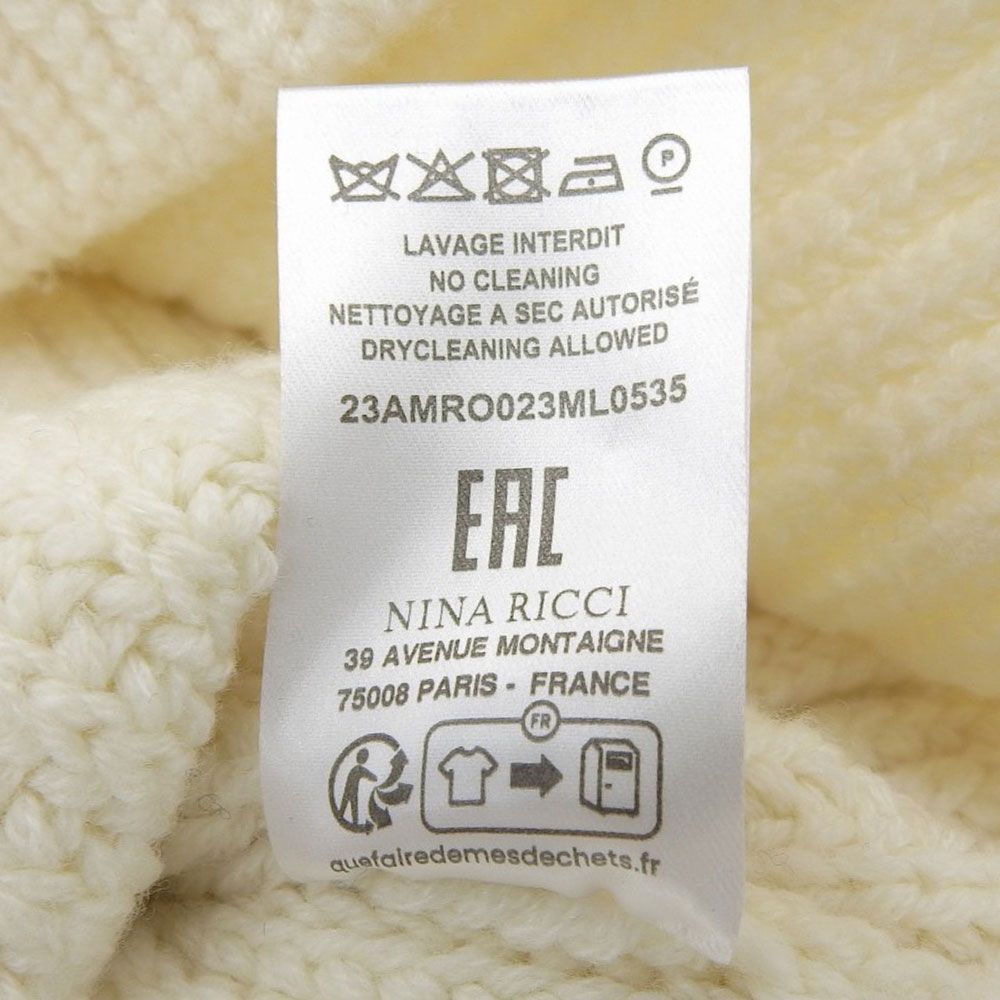 P
LAVAGE INTERDIT
NO CLEANING
NETTOYAGE A SEC AUTORISÉ
DRYCLEANING ALLOWED
23AMRO023ML0535
EAC
NINA RICCI
39 AVENUE MONTAIGNE
75008 PARIS - FRANCE
FR
quefairedemesdechets.fr